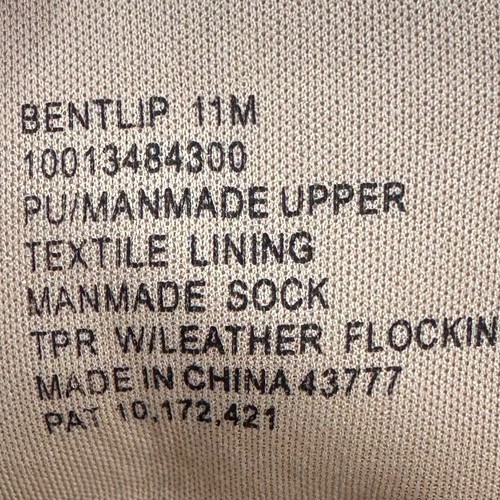 BENTLIP 11M
10013484300
PU/MANMADE UPPER
TEXTILE LINING
MANMADE SOCK
TPR W/LEATHER FLOCKIN
MADE IN CHINA 43777
PAT 10,172,421